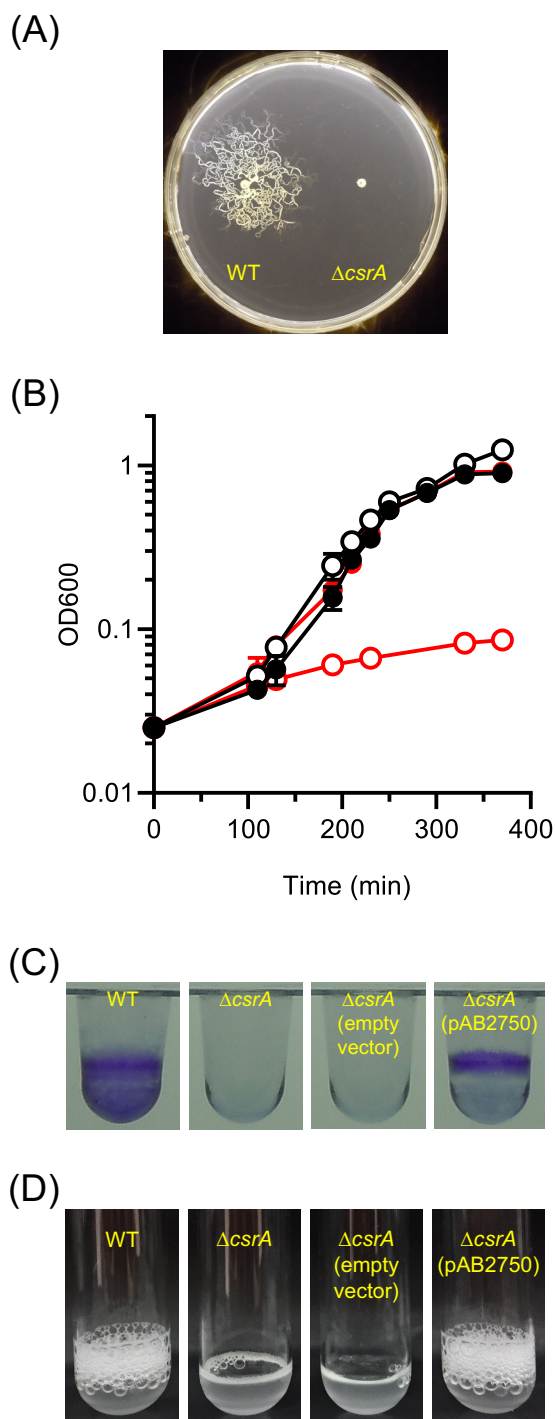 (A)
WT
ΔcsrA
(B)
1
0.1
0.01
OD600
0
100
200
300
400
Time (min)
(C)
WT
ΔcsrA
ΔcsrA
(empty
vector)
ΔcsrA
(pAB2750)
(D)
WT
ΔcsrA
ΔcsrA
(empty
vector)
ΔcsrA
(pAB2750)